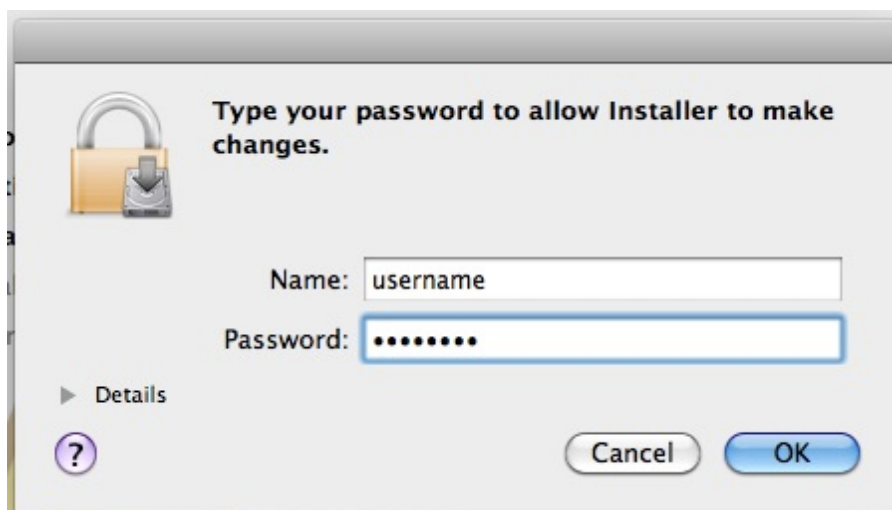 Type your password to allow Installer to make
changes.
Name: username
Password: ••••••••
Details
?
Cancel OK